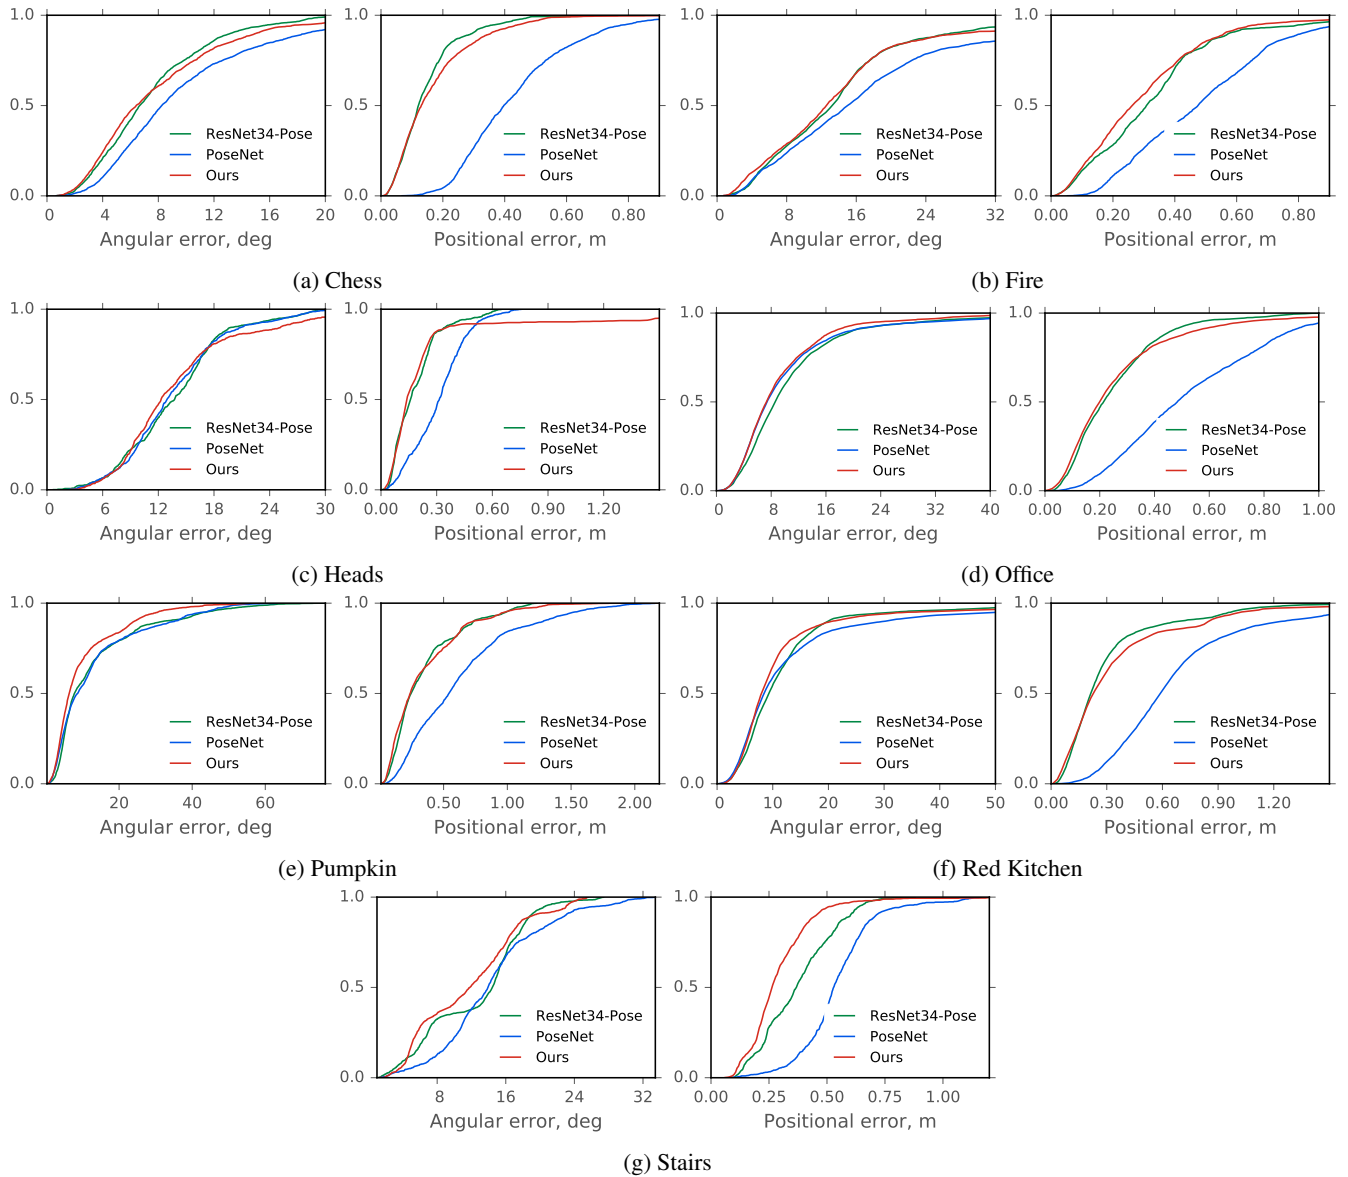 1.0
0.5
0.0
0 4 8 12 16 20
Angular error, deg
ResNet34-Pose
PoseNet
Ours
1.0
0.5
0.0
0.00 0.20 0.40 0.60 0.80
Positional error, m
ResNet34-Pose
PoseNet
Ours
(a) Chess
1.0
0.5
0.0
0 8 16 24 32
Angular error, deg
ResNet34-Pose
PoseNet
Ours
1.0
0.5
0.0
0.00 0.20 0.40 0.60 0.80
Positional error, m
ResNet34-Pose
PoseNet
Ours
(b) Fire
1.0
0.5
0.0
0 6 12 18 24 30
Angular error, deg
ResNet34-Pose
PoseNet
Ours
1.0
0.5
0.0
0.00 0.30 0.60 0.90 1.20
Positional error, m
ResNet34-Pose
PoseNet
Ours
(c) Heads
1.0
0.5
0.0
0 8 16 24 32 40
Angular error, deg
ResNet34-Pose
PoseNet
Ours
1.0
0.5
0.0
0.00 0.20 0.40 0.60 0.80 1.00
Positional error, m
ResNet34-Pose
PoseNet
Ours
(d) Office
1.0
0.5
0.0
20 40 60
Angular error, deg
ResNet34-Pose
PoseNet
Ours
1.0
0.5
0.0
0.50 1.00 1.50 2.00
Positional error, m
ResNet34-Pose
PoseNet
Ours
(e) Pumpkin
1.0
0.5
0.0
0 10 20 30 40 50
Angular error, deg
ResNet34-Pose
PoseNet
Ours
1.0
0.5
0.0
0.00 0.30 0.60 0.90 1.20
Positional error, m
ResNet34-Pose
PoseNet
Ours
(f) Red Kitchen
1.0
0.5
0.0
8 16 24 32
Angular error, deg
ResNet34-Pose
PoseNet
Ours
1.0
0.5
0.0
0.00 0.25 0.50 0.75 1.00
Positional error, m
ResNet34-Pose
PoseNet
Ours
(g) Stairs